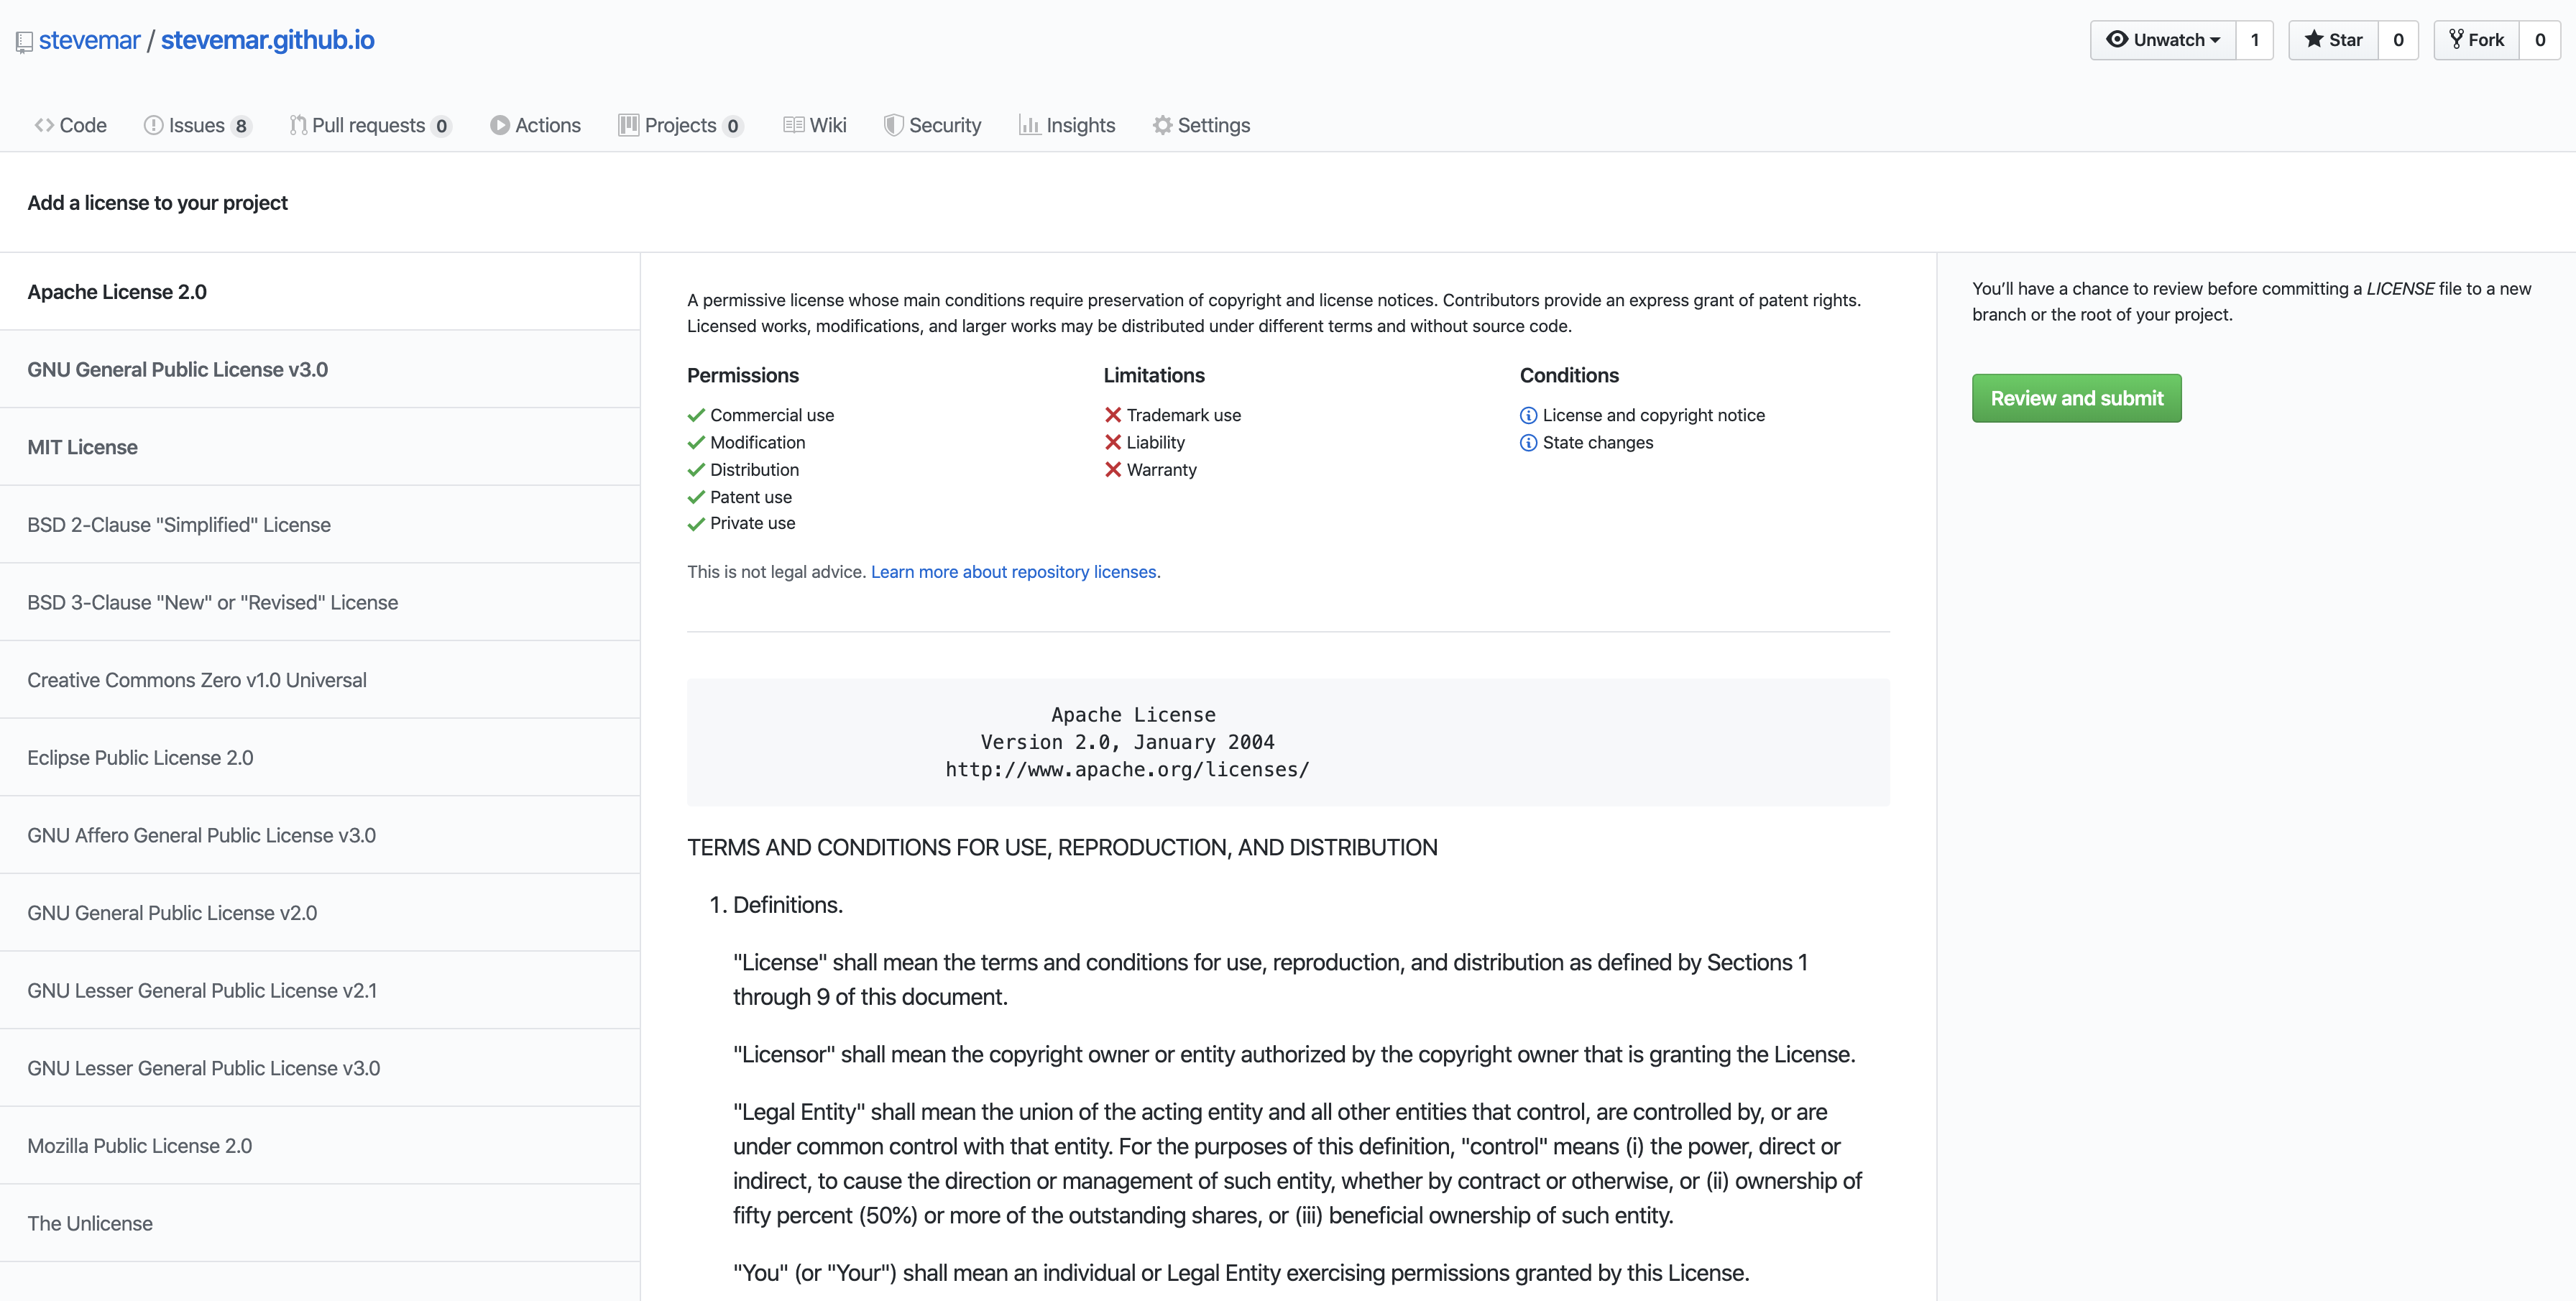 stevemar / stevemar.github.io
Unwatch 1
Star 0
Fork 0
Code
Issues 8
Pull requests 0
Actions
Projects 0
Wiki
Security
Insights
Settings
Add a license to your project
Apache License 2.0
GNU General Public License v3.0
MIT License
BSD 2-Clause "Simplified" License
BSD 3-Clause "New" or "Revised" License
Creative Commons Zero v1.0 Universal
Eclipse Public License 2.0
GNU Affero General Public License v3.0
GNU General Public License v2.0
GNU Lesser General Public License v2.1
GNU Lesser General Public License v3.0
Mozilla Public License 2.0
The Unlicense
A permissive license whose main conditions require preservation of copyright and license notices. Contributors provide an express grant of patent rights.
Licensed works, modifications, and larger works may be distributed under different terms and without source code.
Permissions
Commercial use
Modification
Distribution
Patent use
Private use
Limitations
Trademark use
Liability
Warranty
Conditions
License and copyright notice
State changes
This is not legal advice. Learn more about repository licenses.
Apache License
Version 2.0, January 2004
http://www.apache.org/licenses/
TERMS AND CONDITIONS FOR USE, REPRODUCTION, AND DISTRIBUTION
1. Definitions.
"License" shall mean the terms and conditions for use, reproduction, and distribution as defined by Sections 1
through 9 of this document.
"Licensor" shall mean the copyright owner or entity authorized by the copyright owner that is granting the License.
"Legal Entity" shall mean the union of the acting entity and all other entities that control, are controlled by, or are
under common control with that entity. For the purposes of this definition, "control" means (i) the power, direct or
indirect, to cause the direction or management of such entity, whether by contract or otherwise, or (ii) ownership of
fifty percent (50%) or more of the outstanding shares, or (iii) beneficial ownership of such entity.
"You" (or "Your") shall mean an individual or Legal Entity exercising permissions granted by this License.
You’ll have a chance to review before committing a LICENSE file to a new
branch or the root of your project.
Review and submit